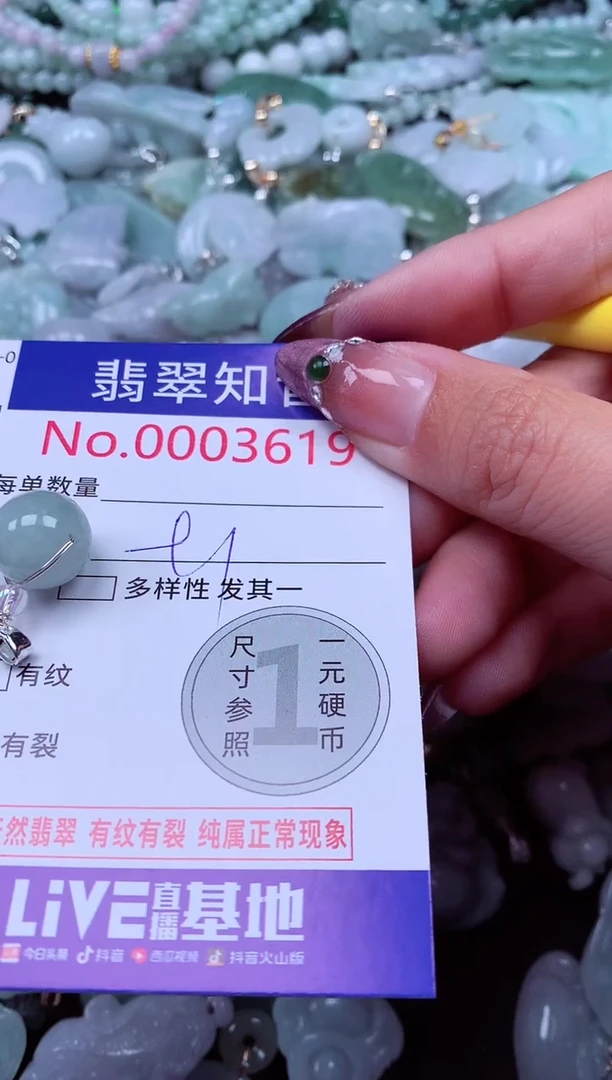 -0
翡翠知音
No.0003619
每单数量
多样性 发其一
尺寸参照
1
一元硬币
有纹
有裂
天然翡翠 有纹有裂 纯属正常现象
LiVE直播基地
今日头条 抖音 西瓜视频 抖音火山版